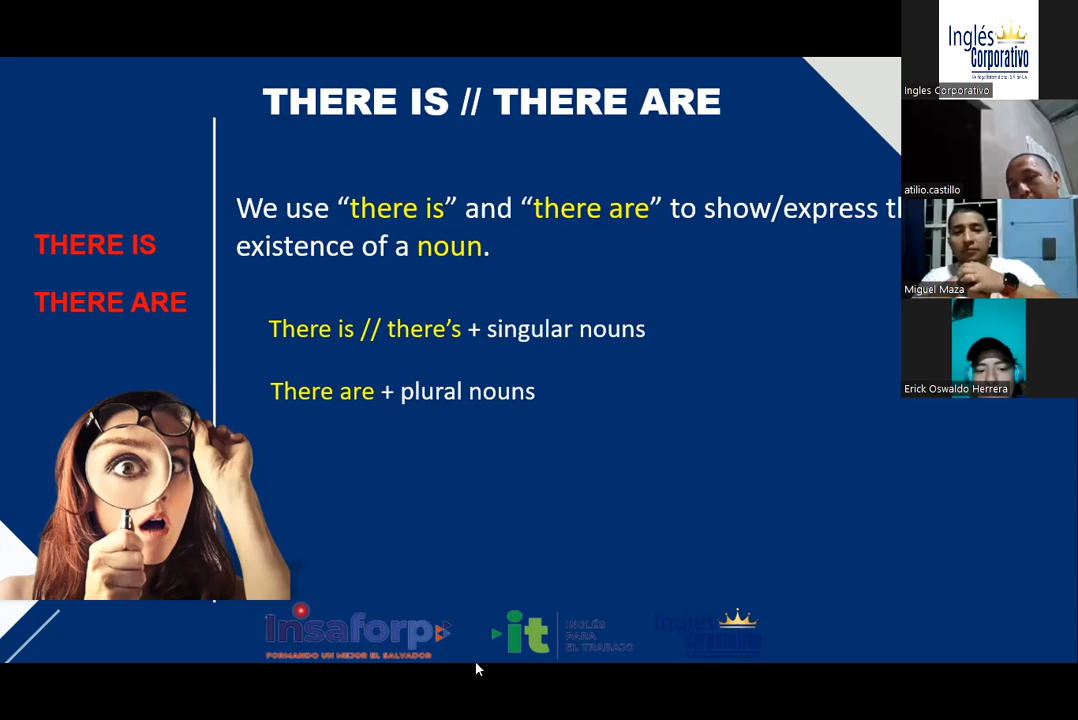 THERE IS // THERE ARE
We use “there is” and “there are” to show/express
existence of a noun.
THERE IS
THERE ARE
There is // there’s + singular nouns
There are + plural nouns
Insaforp
FORMANDO UN MEJOR EL SALVADOR
it
INGLÉS
PARA
EL TRABAJO
Inglés
Corporativo
Inglés
Corporativo
Ingles Corporativo
atilio.castillo
Miguel Maza
Erick Oswaldo Herrera